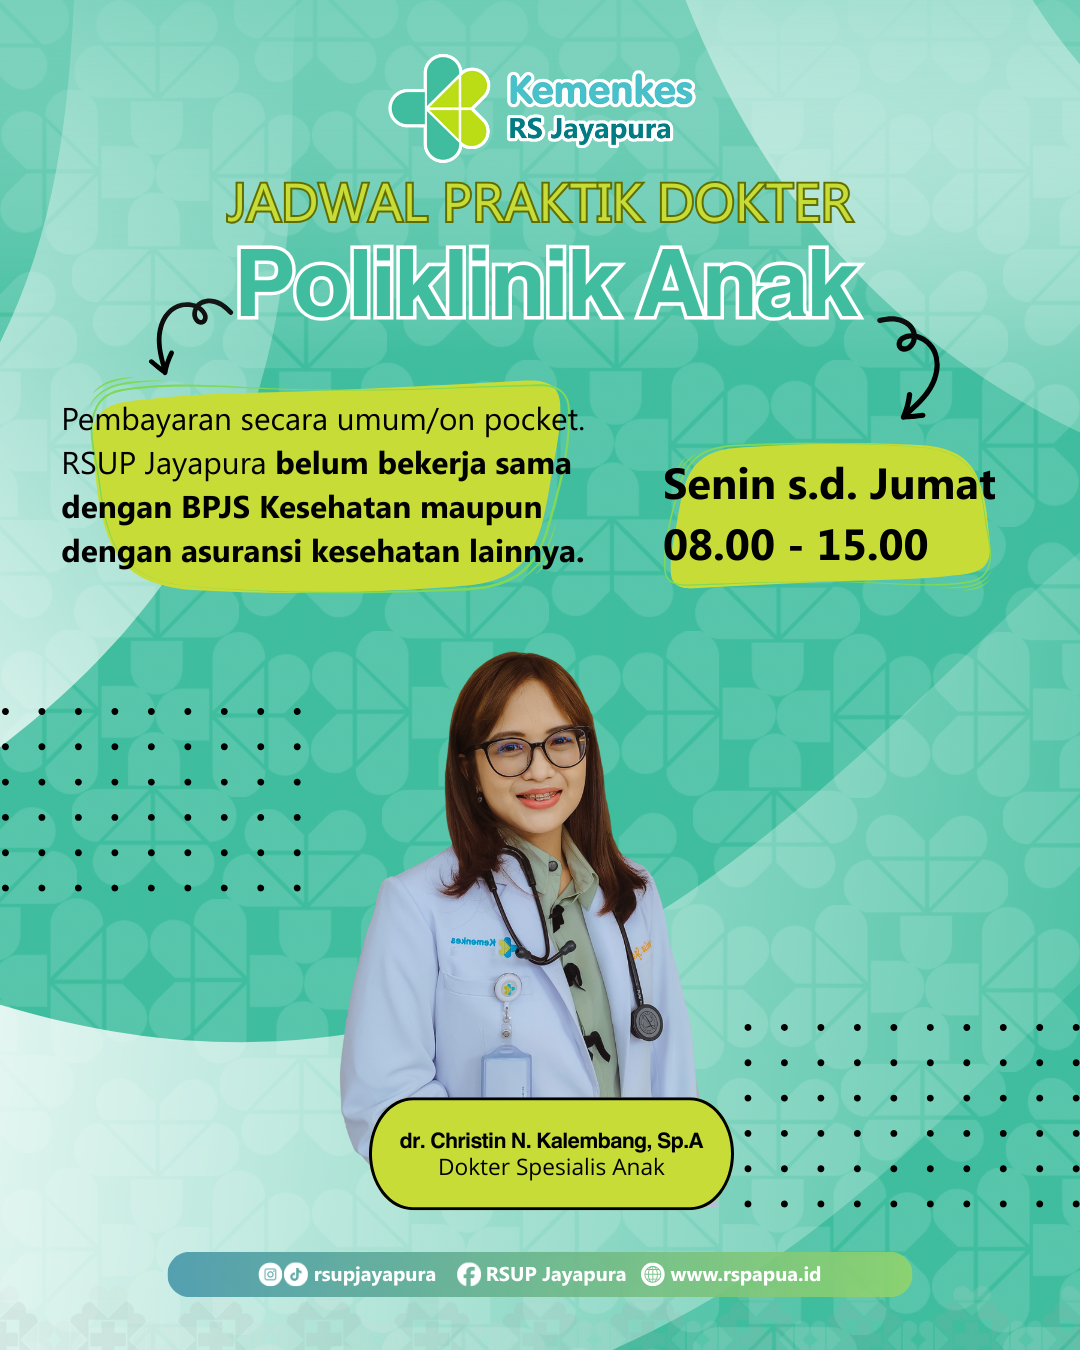 Kemenkes
RS Jayapura
JADWAL PRAKTIK DOKTER
Poliklinik Anak
Pembayaran secara umum/on pocket.
RSUP Jayapura belum bekerja sama
dengan BPJS Kesehatan maupun
dengan asuransi kesehatan lainnya.
Senin s.d. Jumat
08.00 - 15.00
Kemenkes
dr. Christin N. Kalembang, Sp.A
Dokter Spesialis Anak
rsupjayapura RSUP Jayapura www.rspapua.id